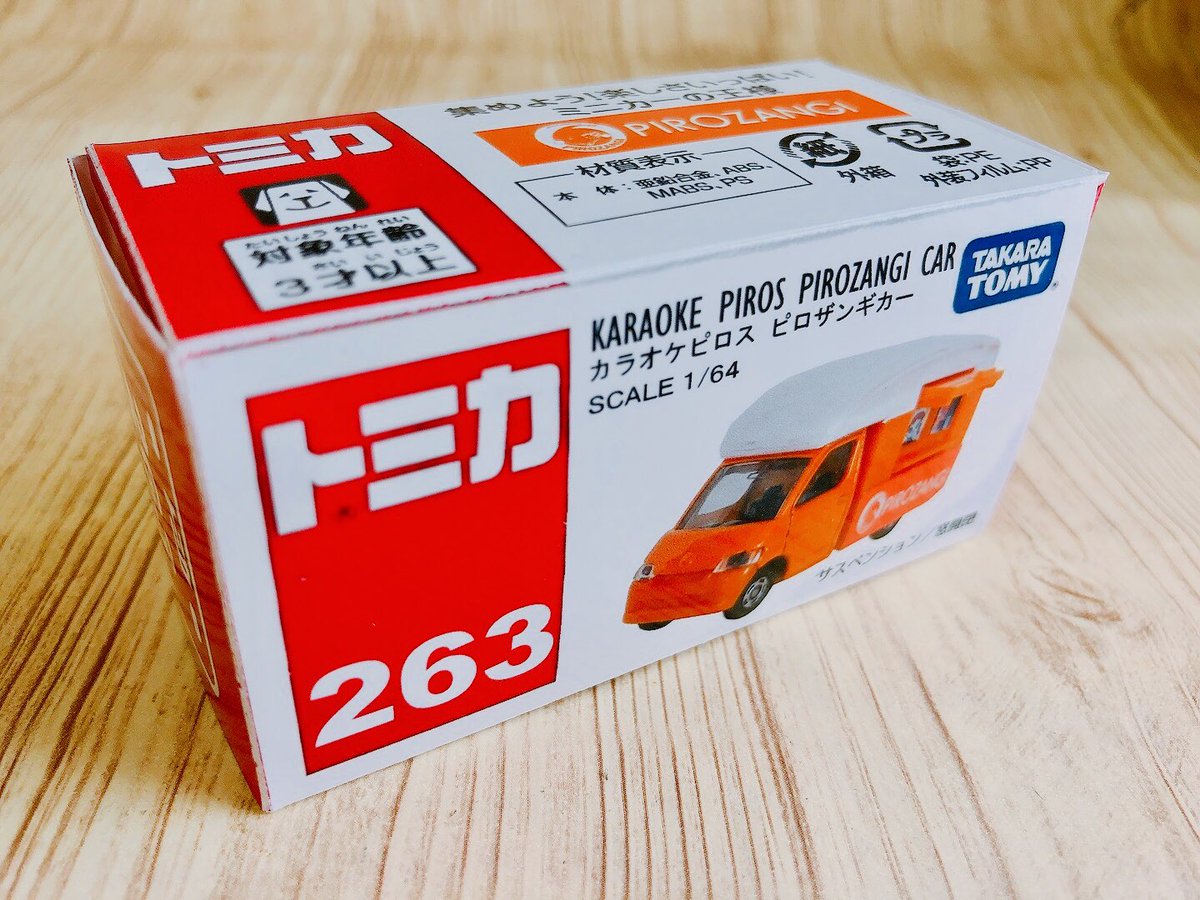 集めよう!楽しさいっぱい!
ミニカーの王様
PIROZANGI
材質表示
本 体:亜鉛合金、ABS、
MABS、PS
紙
外箱
プラ
袋:PE
外装フィルム:PP
トミカ
たいしょう ねん れい
対象年齢
さい い じょう
3才以上
KARAOKE PIROS PIROZANGI CAR
カラオケピロス ピロザンギカー
SCALE 1/64
TAKARA
TOMY
トミカ
263
PIROZANGI
サスペンション/